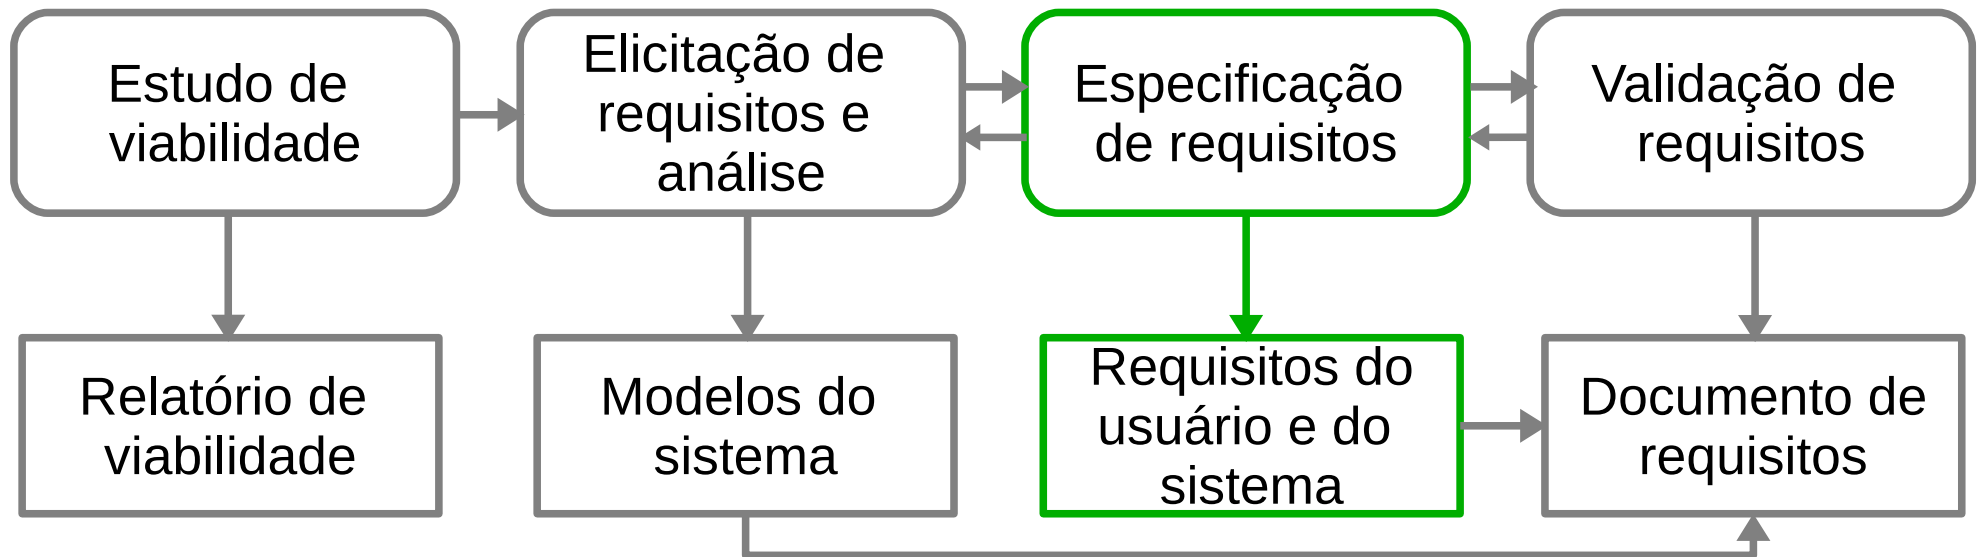 Estudo de
viabilidade
Elicitação de
requisitos e
análise
Especificação
de requisitos
Validação de
requisitos
Relatório de
viabilidade
Modelos do
sistema
Requisitos do
usuário e do
sistema
Documento de
requisitos